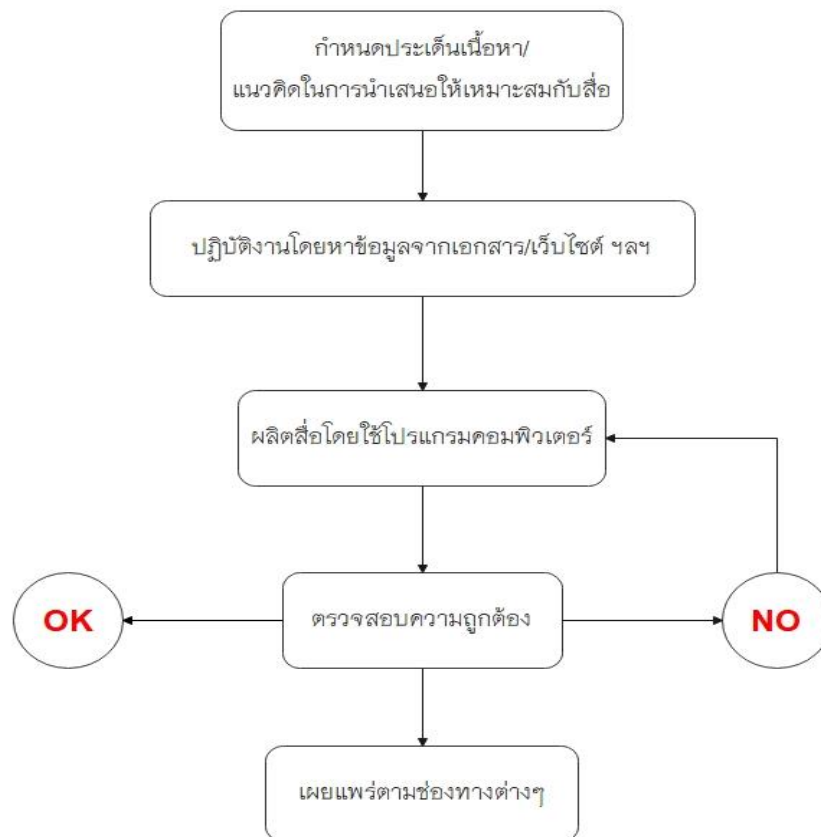 กำหนดประเด็นเนื้อหา/
แนวคิดในการนำเสนอให้เหมาะสมกับสื่อ
ปฏิบัติงานโดยหาข้อมูลจากเอกสาร/เว็บไซต์ ฯลฯ
ผลิตสื่อโดยใช้โปรแกรมคอมพิวเตอร์
OK
ตรวจสอบความถูกต้อง
NO
เผยแพร่ตามช่องทางต่างๆ